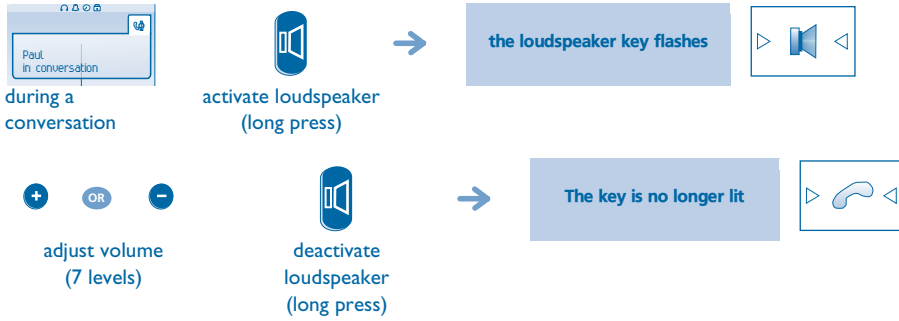 Paul
in conversation
during a
conversation
activate loudspeaker
(long press)
the loudspeaker key flashes
+
OR
-
adjust volume
(7 levels)
deactivate
loudspeaker
(long press)
The key is no longer lit